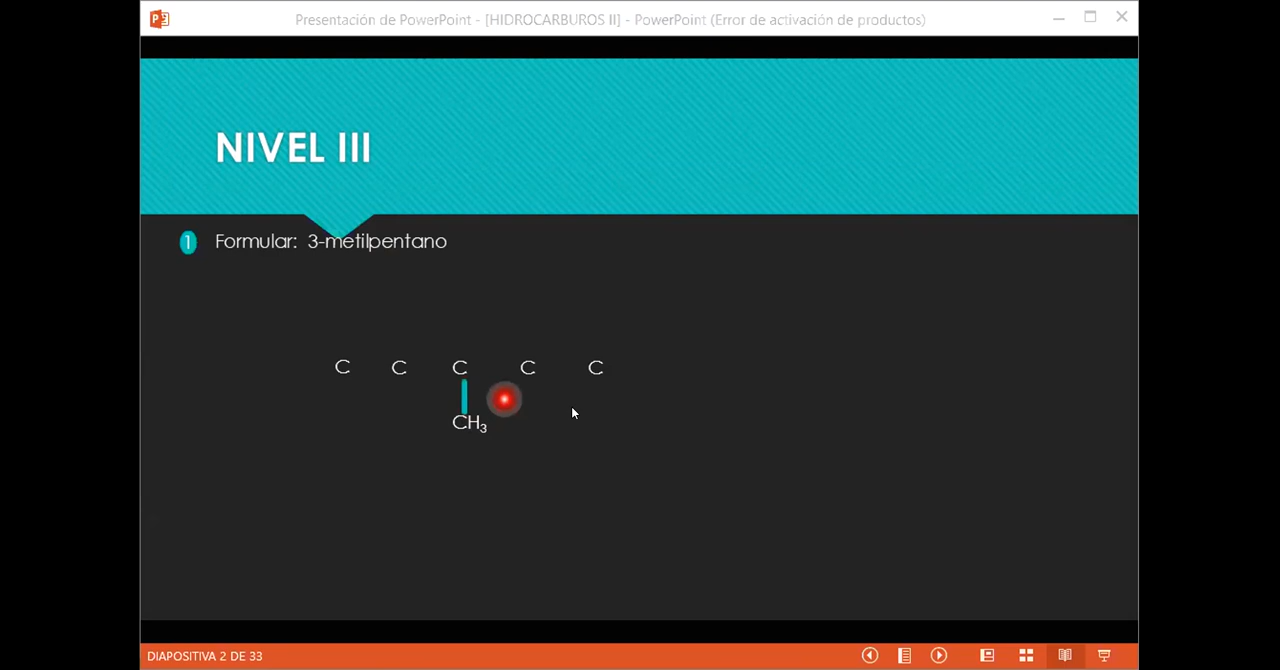 Presentación de PowerPoint - [HIDROCARBUROS II] - PowerPoint (Error de activación de productos)
NIVEL III
1 Formular: 3-metilpentano
C C C C C
CH₃
DIAPOSITIVA 2 DE 33